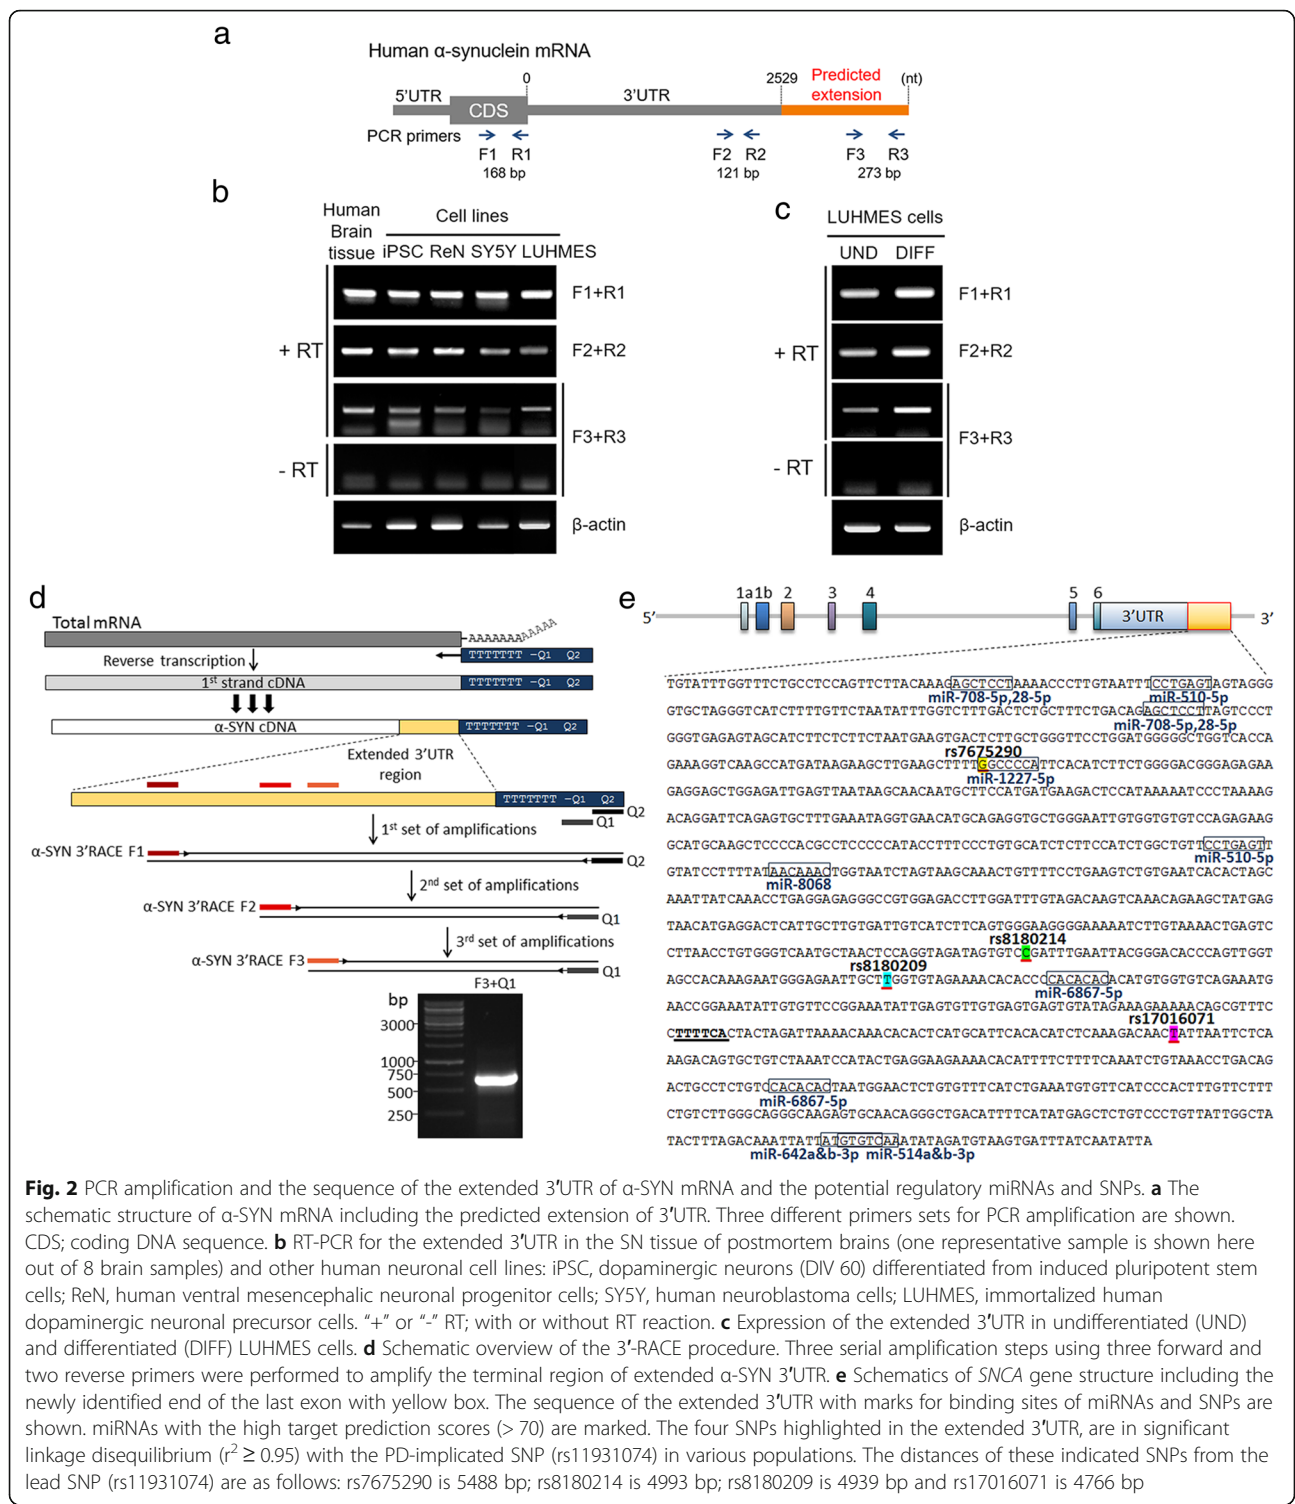 a
Human α-synuclein mRNA
0
2529
Predicted extension
(nt)
5'UTR
CDS
3'UTR
PCR primers
F1 R1 F2 R2 F3 R3
168 bp 121 bp 273 bp
b
Human Brain tissue
Cell lines
iPSC ReN SY5Y LUHMES
+ RT
- RT
F1+R1
F2+R2
F3+R3
β-actin
c
LUHMES cells
UND DIFF
+ RT
- RT
F1+R1
F2+R2
F3+R3
β-actin
d
Total mRNA
AAAAAAAAAAAA
TTTTTTT –Q1 Q2
Reverse transcription
1st strand cDNA
TTTTTTT –Q1 Q2
α-SYN cDNA
TTTTTTT –Q1 Q2
Extended 3'UTR
region
TTTTTTT –Q1 Q2
Q2
Q1
1st set of amplifications
α-SYN 3'RACE F1
Q2
2nd set of amplifications
α-SYN 3'RACE F2
Q1
3rd set of amplifications
α-SYN 3'RACE F3
Q1
F3+Q1
bp
3000
1000
750
500
250
e
1a 1b 2 3 4 5 6
5' 3'UTR 3'
TGTATTTGGTTTCTGCCTCCAGTTCTTACAAAGAGCTCCTAAAACCCTTGTAATTTCCTGAGTAGTAGGG
miR-708-5p,28-5p miR-510-5p
GTGCTAGGGTCATCTTTTGTTCTAATATTTGGTCTTTGACTCTGCTTTCTGACAGAGCTCCTTAGTCCCT
miR-708-5p,28-5p
GGGTGAGAGTAGCATCTTCTCTTCTAATGAAGTGACTCTTGCTGGGTTCCTGGATGGGGGCTGGTCACCA
rs7675290
GAAAGGTCAAGCCATGATAAGAAGCTTGAAGCTTTTGGCCCCATTCACATCTTCTGGGGACGGGAGAGAA
miR-1227-5p
GAGGAGCTGGAGATTGAGTTAATAAGCAACAATGCTTCCATGATGAAGACTCCATAAAAATCCCTAAAAG
ACAGGATTCAGAGTGCTTTGAAATAGGTGAACATGCAGAGGTGCTGGGAATTGTGGTGTGTCCAGAGAAG
GCATGCAAGCTCCCCACGCCTCCCCCCATACCTTTCCCTGTGCATCTCTTCCATCTGGCTGTTCCTGAGTT
miR-510-5p
GTATCCTTTTATAACAAACTGGTAATCTAGTAAGCAAACTGTTTTCCTGAAGTCTGTGAATCACACTAGC
miR-8068
AAATTATCAAACCTGAGGAGAGGGCCGTGGAGACCTTGGATTTGTAGACAAGTCAAACAGAAGCTATGAG
TAACATGAGGACTCATTGCTTGTGATTGTCATCTTCAGTGTGGGAAGGGGAAAAATCTTGTAAAACTGAGTC
rs8180214
CTTAACCTGTGGGTCAATGCTAACTCCAGGTAGATAGTGTCCGATTTGAATTACGGGACACCCAGTTGGT
rs8180209
AGCCACAAAGAATGGGAGAATTGCTTGGTGTAGAAAACACACCCCACACACACATGTGGTGTCAGAAATG
miR-6867-5p
AACCGGAAATATTGTGTTCCGGAAATATTGAGTGTTGTGAGTGAGTGTATAGAAAGAAAAACAGCGTTTC
rs17016071
CTTTTCACTACTAGATTAAAACAAACACACTCATGCATTCACACATCTCAAAGACAACTATTAATTCTCA
AAGACAGTGCTGTCTAAATCCATACTGAGGAAGAAAACACATTTTCTTTTCAAATCTGTAAACCTGACAG
ACTGCCTCTGTCCACACACTAATGGAACTCTGTGTTTCATCTGAAATGTGTTCATCCCACTTTGTTCTTT
miR-6867-5p
CTGTCTTGGGCAGGGCAAGAGTGCAACAGGGCTGACATTTTCATATGAGCTCTGTCCCTGTTATTGGCTA
TACTTTAGACAAATTATTATGTGTCAAATATAGATGTAAGTGATTTATCAATATTA
miR-642a&b-3p miR-514a&b-3p
Fig. 2 PCR amplification and the sequence of the extended 3′UTR of α-SYN mRNA and the potential regulatory miRNAs and SNPs. a The
schematic structure of α-SYN mRNA including the predicted extension of 3′UTR. Three different primers sets for PCR amplification are shown.
CDS; coding DNA sequence. b RT-PCR for the extended 3′UTR in the SN tissue of postmortem brains (one representative sample is shown here
out of 8 brain samples) and other human neuronal cell lines: iPSC, dopaminergic neurons (DIV 60) differentiated from induced pluripotent stem
cells; ReN, human ventral mesencephalic neuronal progenitor cells; SY5Y, human neuroblastoma cells; LUHMES, immortalized human
dopaminergic neuronal precursor cells. "+" or "-" RT; with or without RT reaction. c Expression of the extended 3′UTR in undifferentiated (UND)
and differentiated (DIFF) LUHMES cells. d Schematic overview of the 3′-RACE procedure. Three serial amplification steps using three forward and
two reverse primers were performed to amplify the terminal region of extended α-SYN 3′UTR. e Schematics of SNCA gene structure including the
newly identified end of the last exon with yellow box. The sequence of the extended 3′UTR with marks for binding sites of miRNAs and SNPs are
shown. miRNAs with the high target prediction scores (> 70) are marked. The four SNPs highlighted in the extended 3′UTR, are in significant
linkage disequilibrium (r² ≥ 0.95) with the PD-implicated SNP (rs11931074) in various populations. The distances of these indicated SNPs from the
lead SNP (rs11931074) are as follows: rs7675290 is 5488 bp; rs8180214 is 4993 bp; rs8180209 is 4939 bp and rs17016071 is 4766 bp